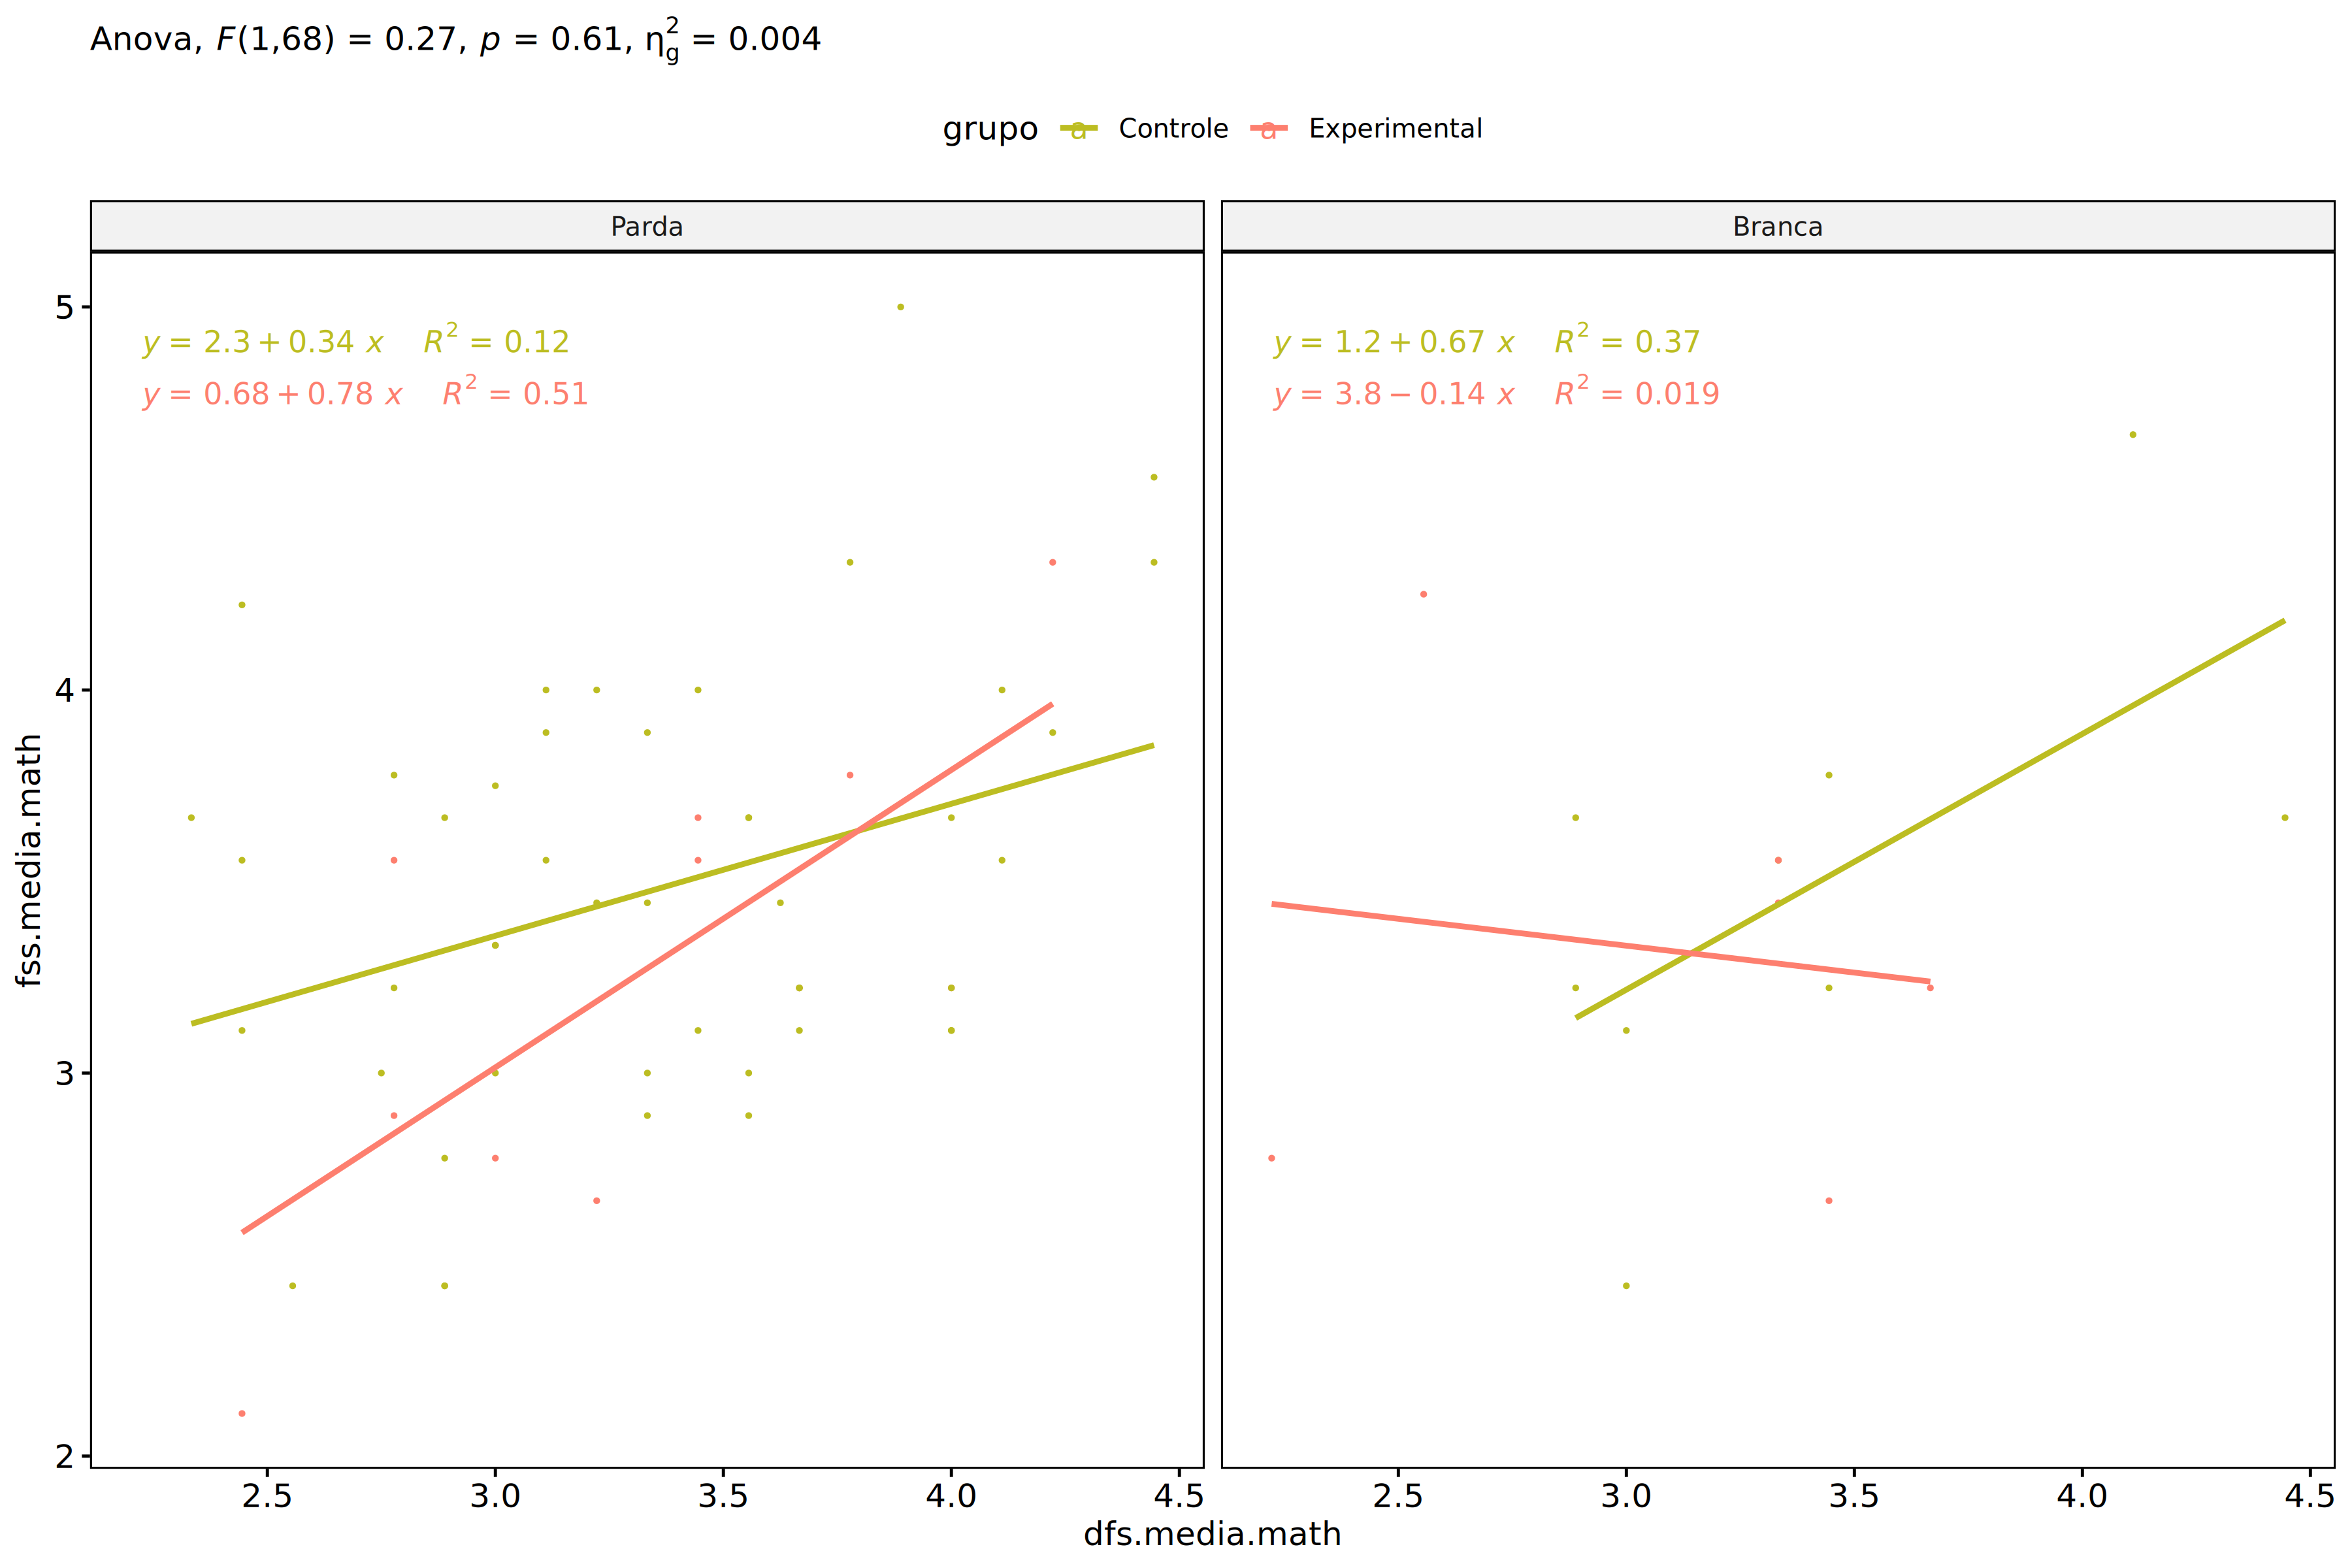 Anova, F(1,68) = 0.27, p = 0.61, η²g = 0.004
grupo a Controle a Experimental
Parda
Branca
y = 2.3 + 0.34 x R² = 0.12
y = 0.68 + 0.78 x R² = 0.51
y = 1.2 + 0.67 x R² = 0.37
y = 3.8 − 0.14 x R² = 0.019
fss.media.math
5
4
3
2
2.5 3.0 3.5 4.0 4.5
2.5 3.0 3.5 4.0 4.5
dfs.media.math